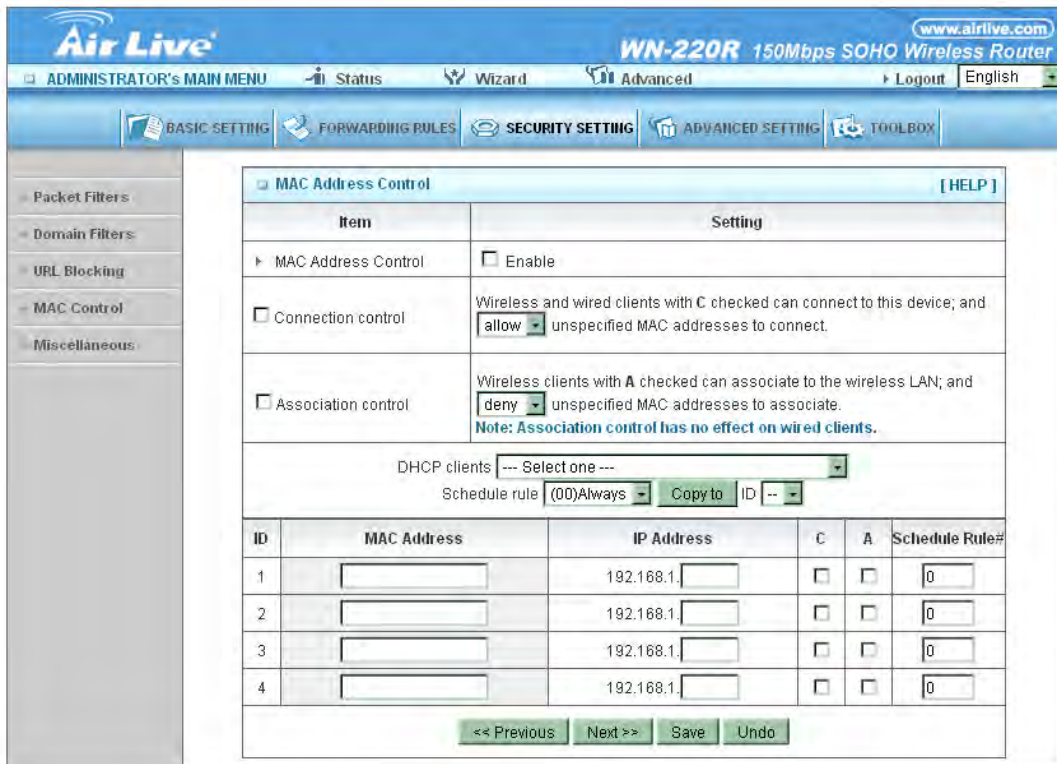 Air Live
www.airlive.com
WN-220R 150Mbps SOHO Wireless Router
ADMINISTRATOR's MAIN MENU Status Wizard Advanced Logout English
BASIC SETTING FORWARDING RULES SECURITY SETTING ADVANCED SETTING TOOLBOX
Packet Filters
Domain Filters
URL Blocking
MAC Control
Miscellaneous
MAC Address Control [ HELP ]
Item Setting
MAC Address Control Enable
Connection control
Wireless and wired clients with C checked can connect to this device; and
allow unspecified MAC addresses to connect.
Association control
Wireless clients with A checked can associate to the wireless LAN; and
deny unspecified MAC addresses to associate.
Note: Association control has no effect on wired clients.
DHCP clients --- Select one ---
Schedule rule (00)Always Copy to ID --
ID MAC Address IP Address C A Schedule Rule#
1 192.168.1. 0
2 192.168.1. 0
3 192.168.1. 0
4 192.168.1. 0
<< Previous Next >> Save Undo